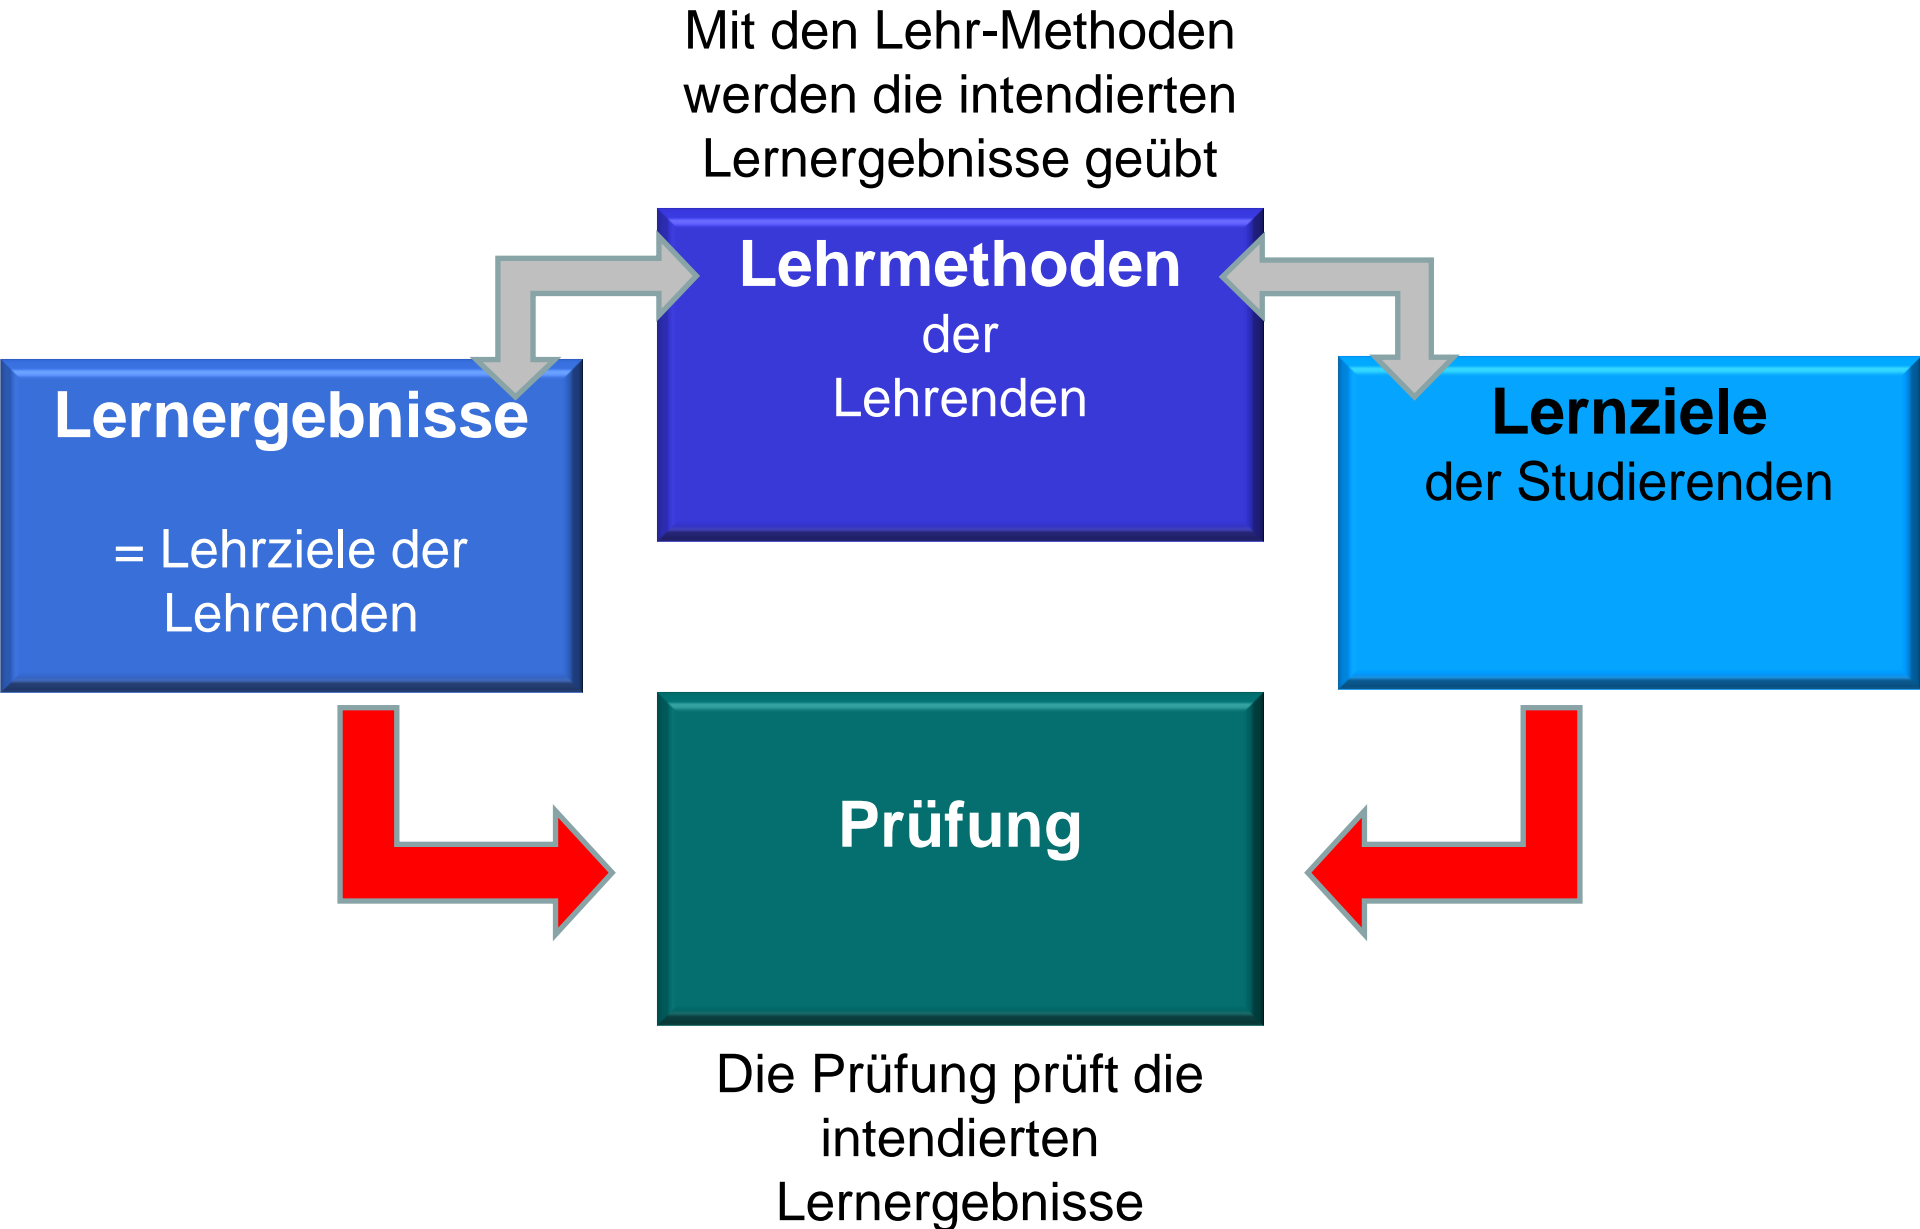 Mit den Lehr-Methoden
werden die intendierten
Lernergebnisse geübt
Lehrmethoden
der
Lehrenden
Lernergebnisse
= Lehrziele der
Lehrenden
Lernziele
der Studierenden
Prüfung
Die Prüfung prüft die
intendierten
Lernergebnisse